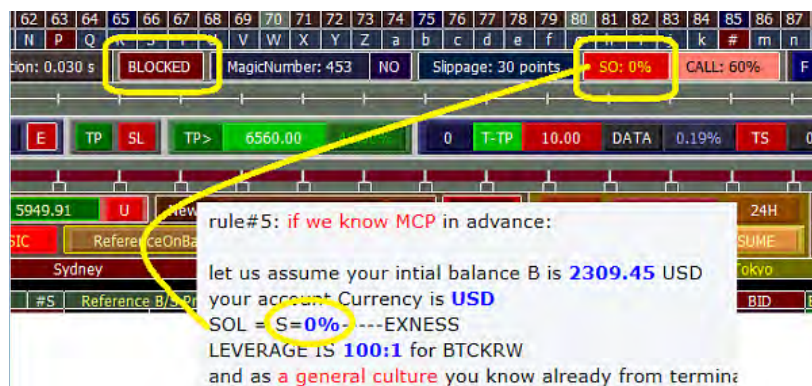 62 63 64 65 66 67 68 69 70 71 72 73 74 75 76 77 78 79 80 81 82 83 84 85 86 87
N P Q R S T U V W X Y Z a b c d e f g h i j k # m n
tion: 0.030 s BLOCKED MagicNumber: 453 NO Slippage: 30 points SO: 0% CALL: 60% F
E TP SL TP> 6560.00 0 T-TP 10.00 DATA 0.19% TS 0
5949.91 U New 24H
SIC ReferenceOnBa SUME
Sydney Tokyo
#S Reference B/S Pr BID
rule#5: if we know MCP in advance:
let us assume your intial balance B is 2309.45 USD
your account Currency is USD
SOL = S=0%-----EXNESS
LEVERAGE IS 100:1 for BTCKRW
and as a general culture you know already from termina